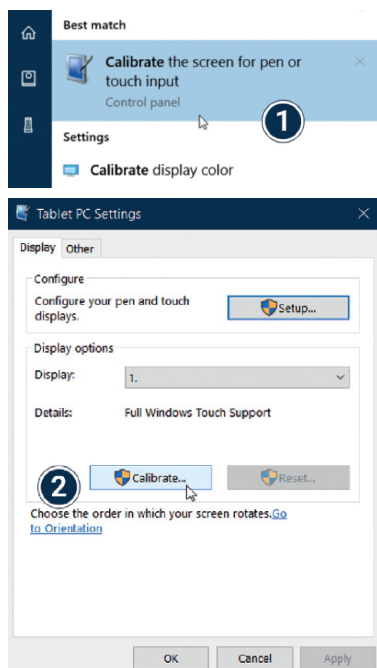 Best match
Calibrate the screen for pen or
touch input
Control panel
1
Settings
Calibrate display color
Tablet PC Settings
Display Other
Configure
Configure your pen and touch
displays.
Setup...
Display options
Display: 1.
Details: Full Windows Touch Support
2
Calibrate... Reset...
Choose the order in which your screen rotates.Go
to Orientation
OK Cancel Apply